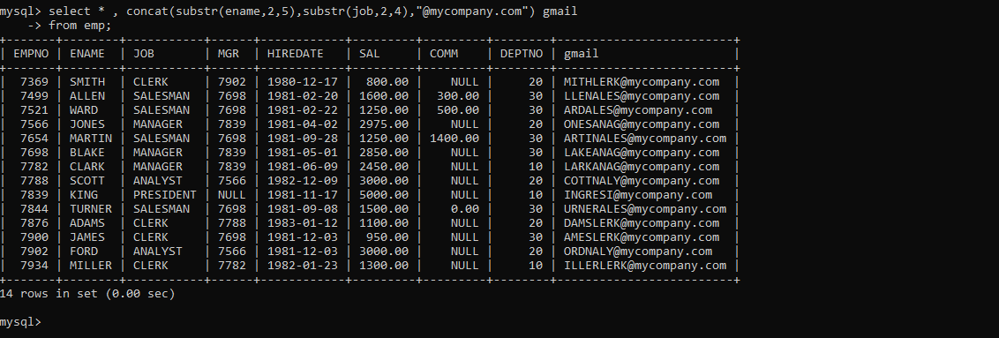 mysql> select * , concat(substr(ename,2,5),substr(job,2,4),"@mycompany.com") gmail
    -> from emp;
+-------+--------+-----------+------+------------+---------+---------+--------+------------------------+
| EMPNO | ENAME  | JOB       | MGR  | HIREDATE   | SAL     | COMM    | DEPTNO | gmail                  |
+-------+--------+-----------+------+------------+---------+---------+--------+------------------------+
|  7369 | SMITH  | CLERK     | 7902 | 1980-12-17 |  800.00 |    NULL |     20 | MITHLERK@mycompany.com |
|  7499 | ALLEN  | SALESMAN  | 7698 | 1981-02-20 | 1600.00 |  300.00 |     30 | LLENALES@mycompany.com |
|  7521 | WARD   | SALESMAN  | 7698 | 1981-02-22 | 1250.00 |  500.00 |     30 | ARDALES@mycompany.com  |
|  7566 | JONES  | MANAGER   | 7839 | 1981-04-02 | 2975.00 |    NULL |     20 | ONESANAG@mycompany.com |
|  7654 | MARTIN | SALESMAN  | 7698 | 1981-09-28 | 1250.00 | 1400.00 |     30 | ARTINALES@mycompany.com |
|  7698 | BLAKE  | MANAGER   | 7839 | 1981-05-01 | 2850.00 |    NULL |     30 | LAKEANAG@mycompany.com |
|  7782 | CLARK  | MANAGER   | 7839 | 1981-06-09 | 2450.00 |    NULL |     10 | LARKANAG@mycompany.com |
|  7788 | SCOTT  | ANALYST   | 7566 | 1982-12-09 | 3000.00 |    NULL |     20 | COTTNALY@mycompany.com |
|  7839 | KING   | PRESIDENT | NULL | 1981-11-17 | 5000.00 |    NULL |     10 | INGRESI@mycompany.com  |
|  7844 | TURNER | SALESMAN  | 7698 | 1981-09-08 | 1500.00 |    0.00 |     30 | URNERALES@mycompany.com |
|  7876 | ADAMS  | CLERK     | 7788 | 1983-01-12 | 1100.00 |    NULL |     20 | DAMSLERK@mycompany.com |
|  7900 | JAMES  | CLERK     | 7698 | 1981-12-03 |  950.00 |    NULL |     30 | AMESLERK@mycompany.com |
|  7902 | FORD   | ANALYST   | 7566 | 1981-12-03 | 3000.00 |    NULL |     20 | ORDNALY@mycompany.com  |
|  7934 | MILLER | CLERK     | 7782 | 1982-01-23 | 1300.00 |    NULL |     10 | ILLERLERK@mycompany.com |
+-------+--------+-----------+------+------------+---------+---------+--------+------------------------+
14 rows in set (0.00 sec)
mysql>